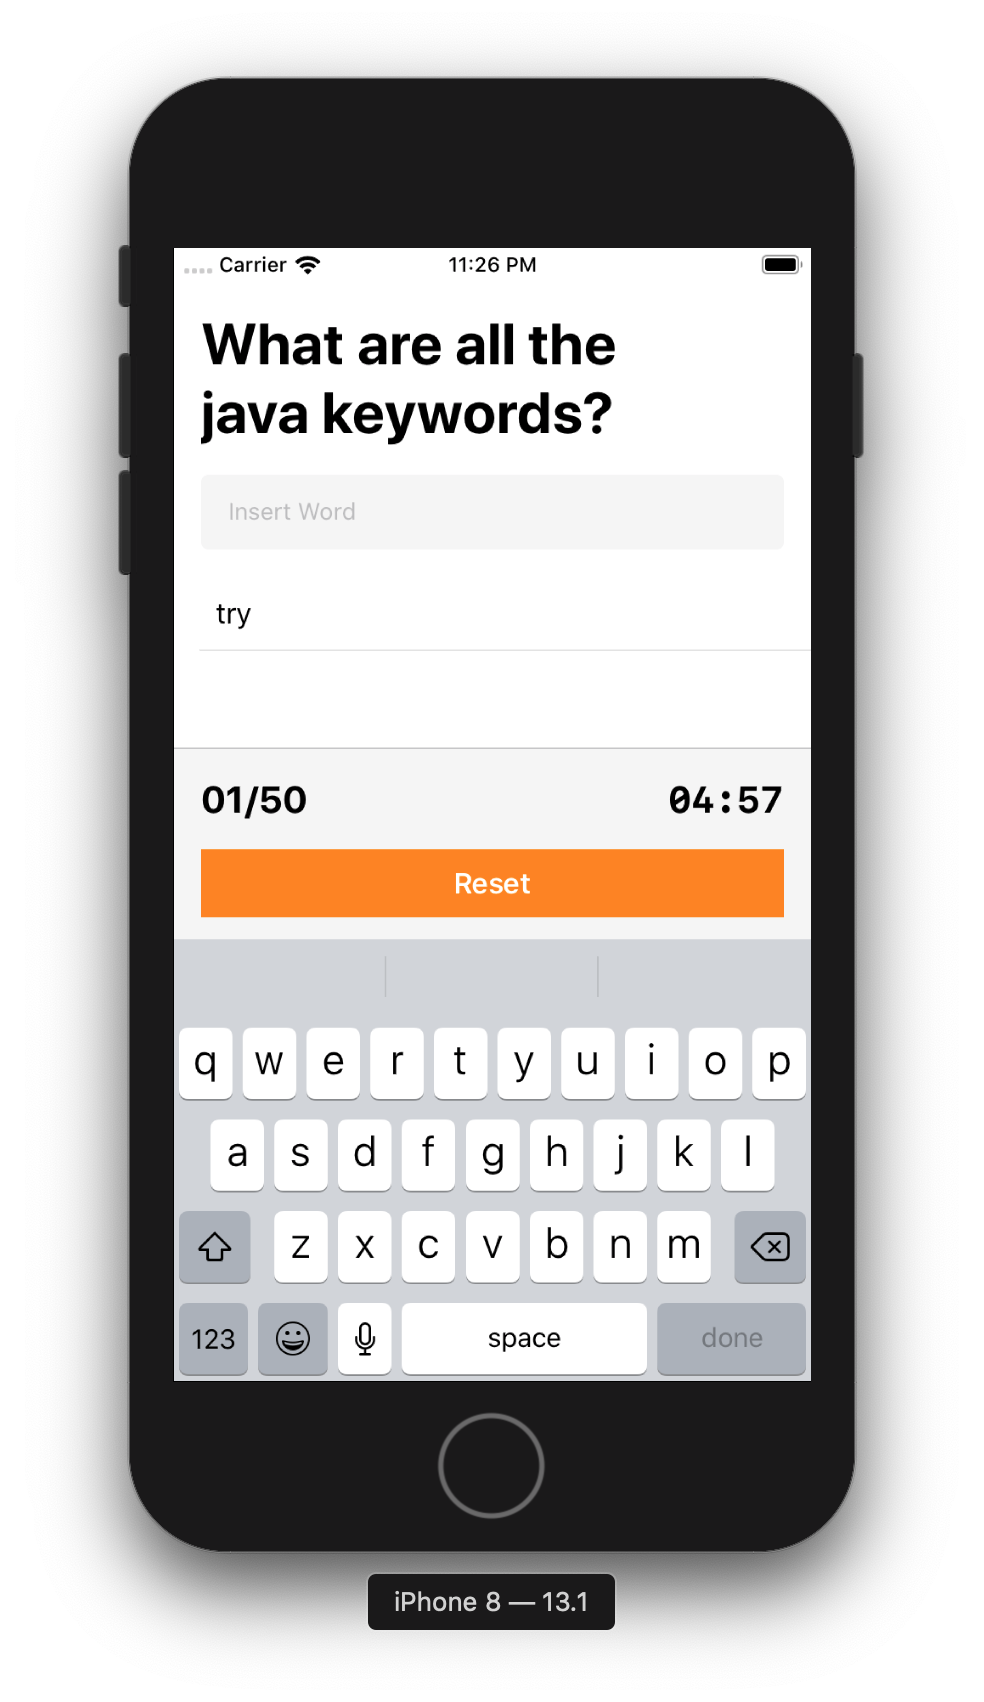 Carrier 11:26 PM
What are all the
java keywords?
Insert Word
try
01/50 04:57
Reset
q w e r t y u i o p
a s d f g h j k l
z x c v b n m
123 space done
iPhone 8 — 13.1